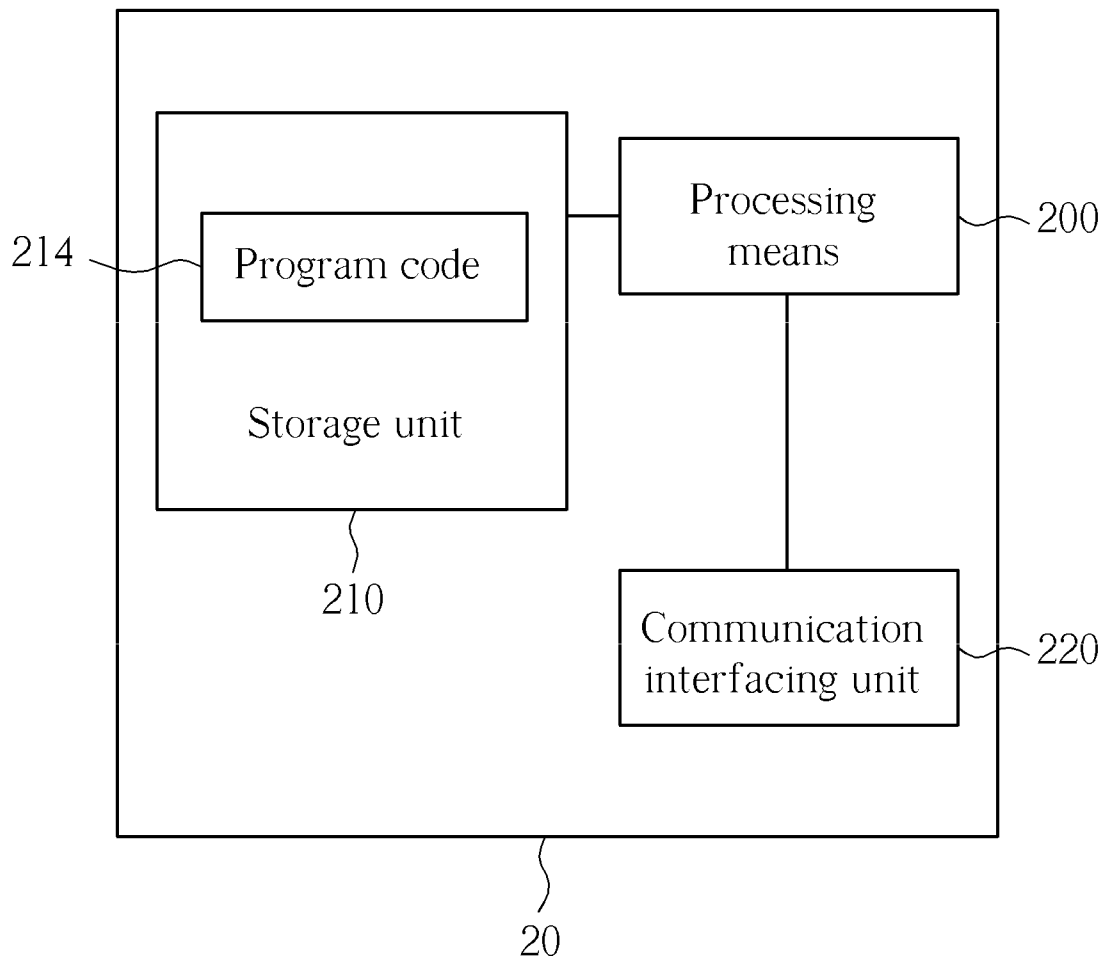 Processing
means
200
214
Program code
Storage unit
210
Communication
interfacing unit
220
20